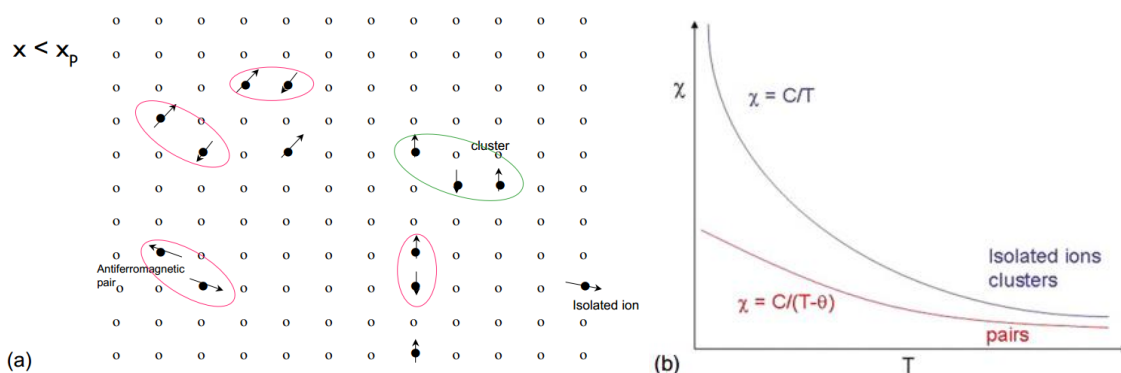 x < xp
cluster
Antiferromagnetic
pair
Isolated ion
(a)
χ
χ = C/T
Isolated ions
clusters
χ = C/(T-θ)
pairs
(b)
T